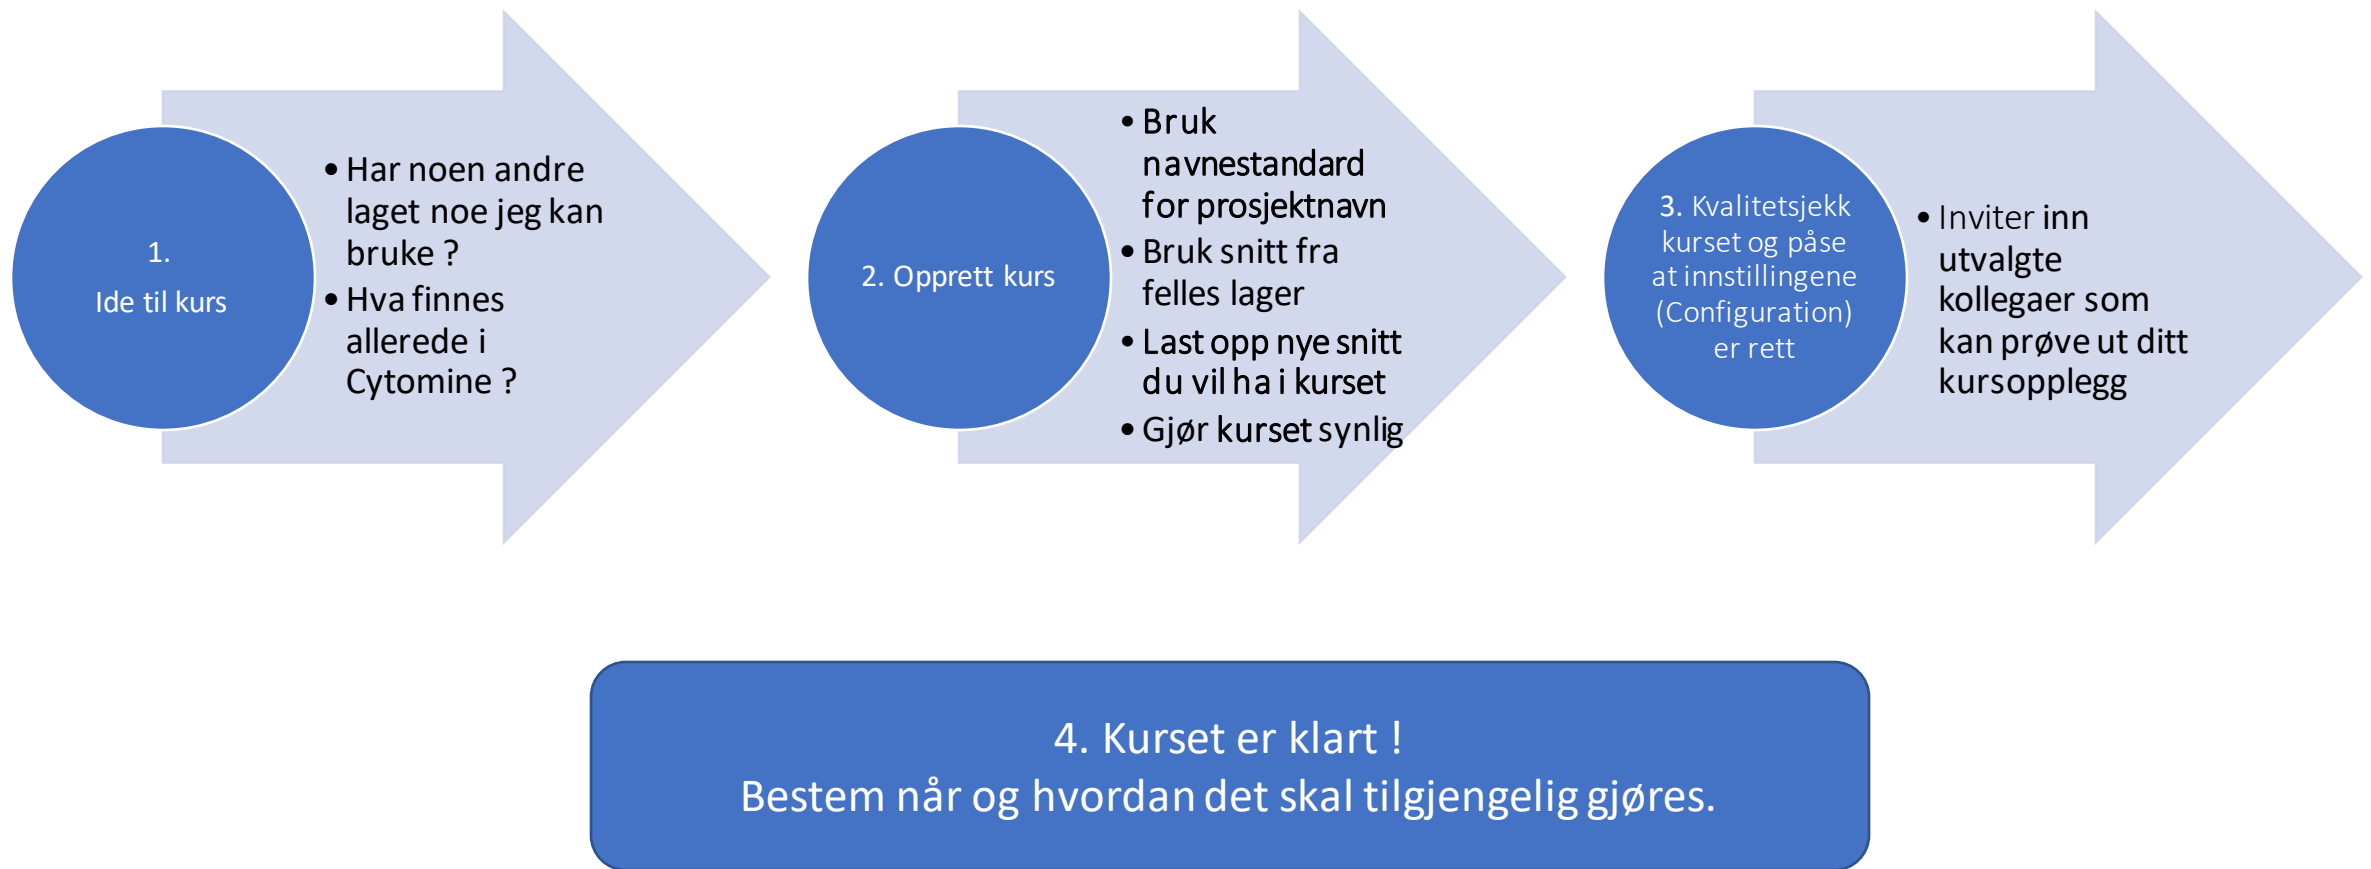 1.
Ide til kurs
• Har noen andre
laget noe jeg kan
bruke ?
• Hva finnes
allerede i
Cytomine ?
2. Opprett kurs
• Bruk
navnestandard
for prosjektnavn
• Bruk snitt fra
felles lager
• Last opp nye snitt
du vil ha i kurset
• Gjør kurset synlig
3. Kvalitetsjekk
kurset og påse
at innstillingene
(Configuration)
er rett
• Inviter inn
utvalgte
kollegaer som
kan prøve ut ditt
kursopplegg
4. Kurset er klart !
Bestem når og hvordan det skal tilgjengelig gjøres.